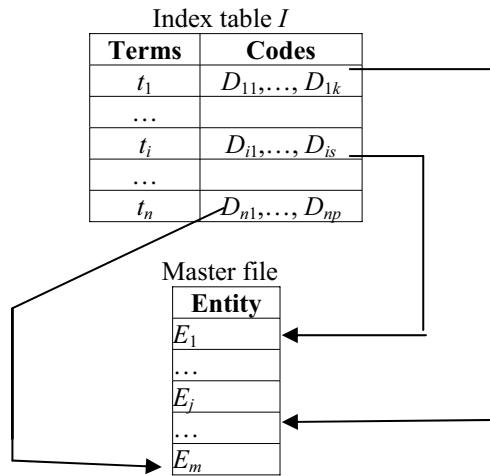 Index table I
Terms Codes
t1 D11,…, D1k
…
ti Di1,…, Dis
…
tn Dn1,…, Dnp
Master file
Entity
E1
…
Ej
…
Em